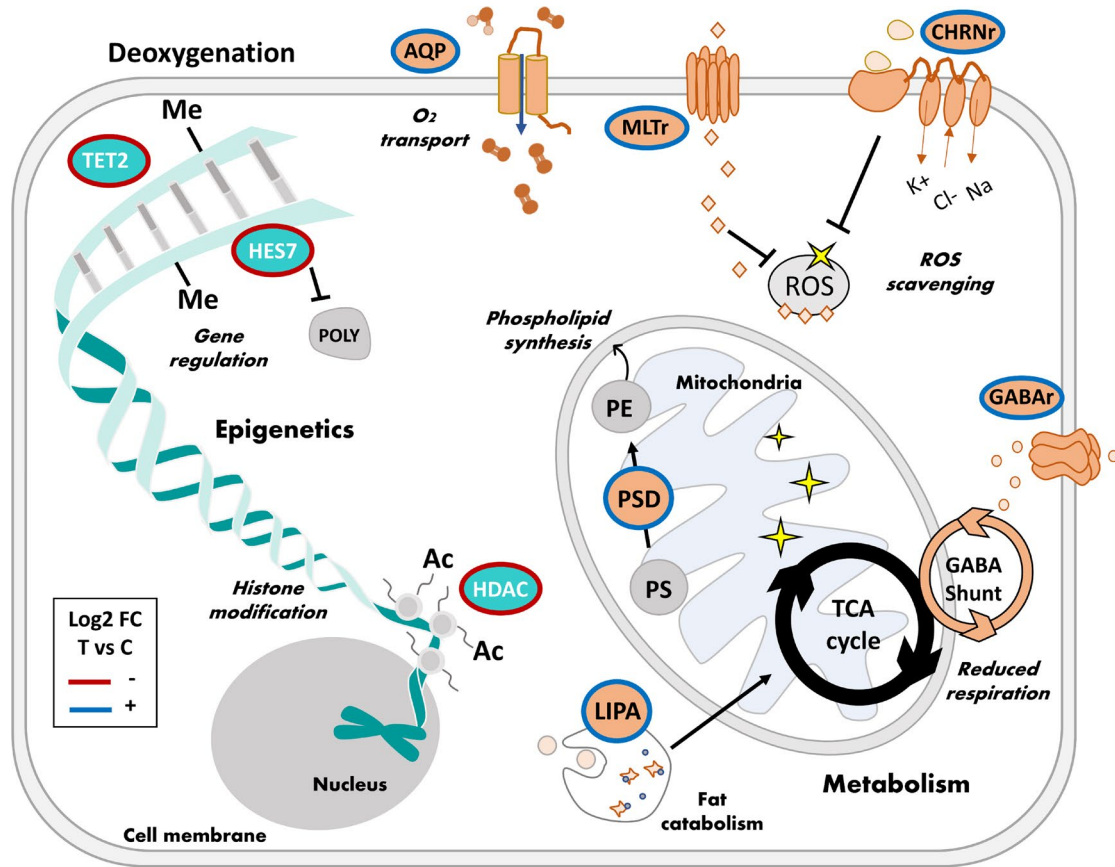 Deoxygenation
AQP
CHRNr
Me
O₂
transport
MLTr
TET2
K+
Cl-
Na
HES7
ROS
ROS
scavenging
Me
POLY
Gene
regulation
Phospholipid
synthesis
Mitochondria
PE
GABAr
Epigenetics
PSD
GABA
Shunt
Ac
HDAC
PS
TCA
cycle
Histone
modification
Ac
Log2 FC
T vs C
-
+
Reduced
respiration
LIPA
Nucleus
Metabolism
Fat
catabolism
Cell membrane